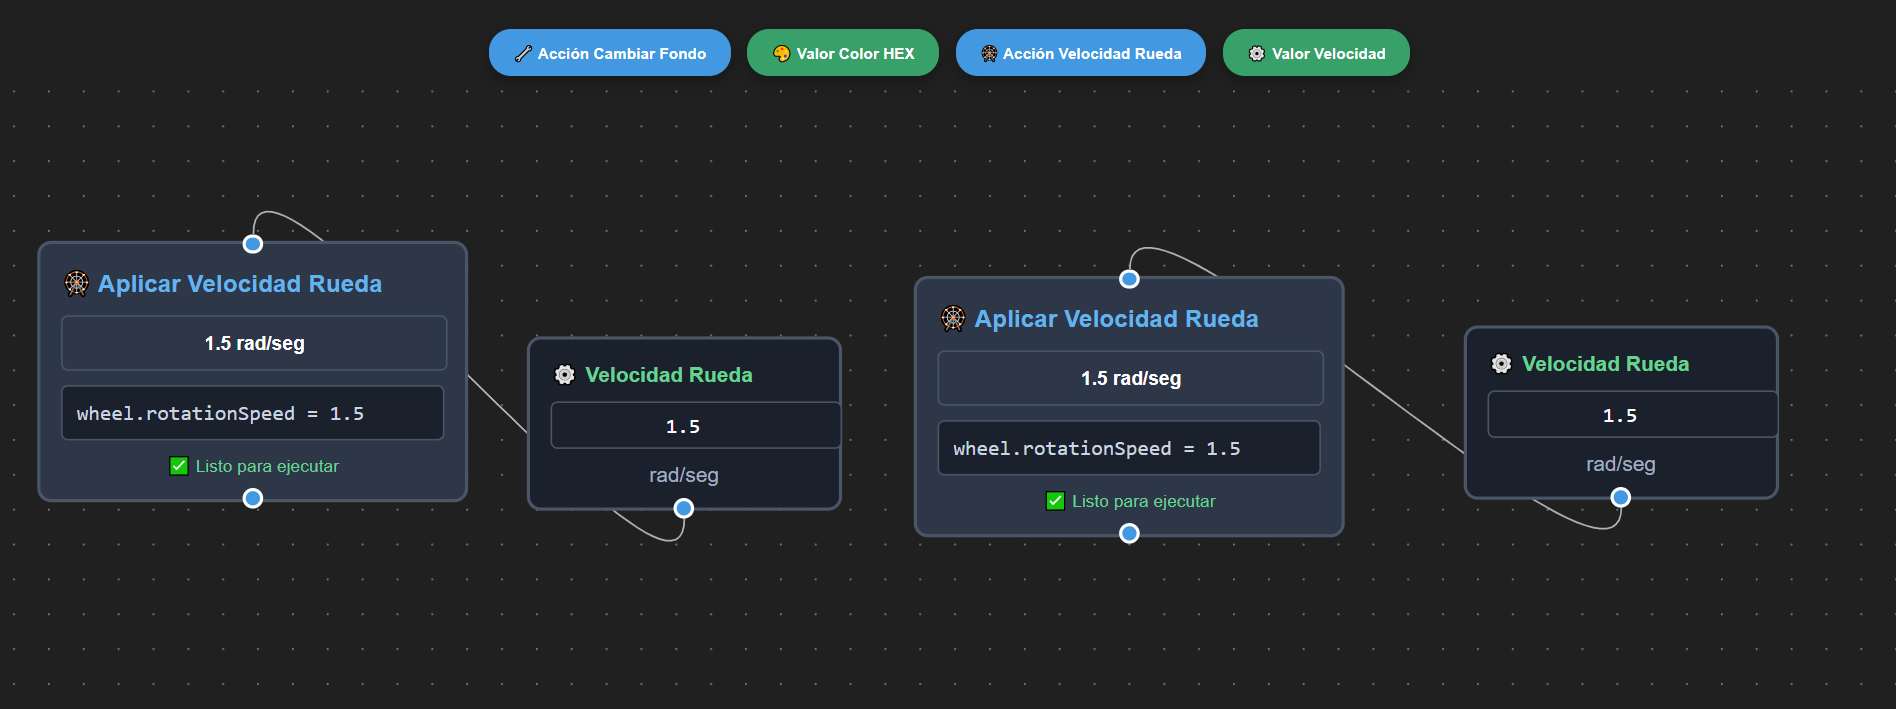 Acción Cambiar Fondo
Valor Color HEX
Acción Velocidad Rueda
Valor Velocidad
Aplicar Velocidad Rueda
1.5 rad/seg
wheel.rotationSpeed = 1.5
Listo para ejecutar
Velocidad Rueda
1.5
rad/seg
Aplicar Velocidad Rueda
1.5 rad/seg
wheel.rotationSpeed = 1.5
Listo para ejecutar
Velocidad Rueda
1.5
rad/seg